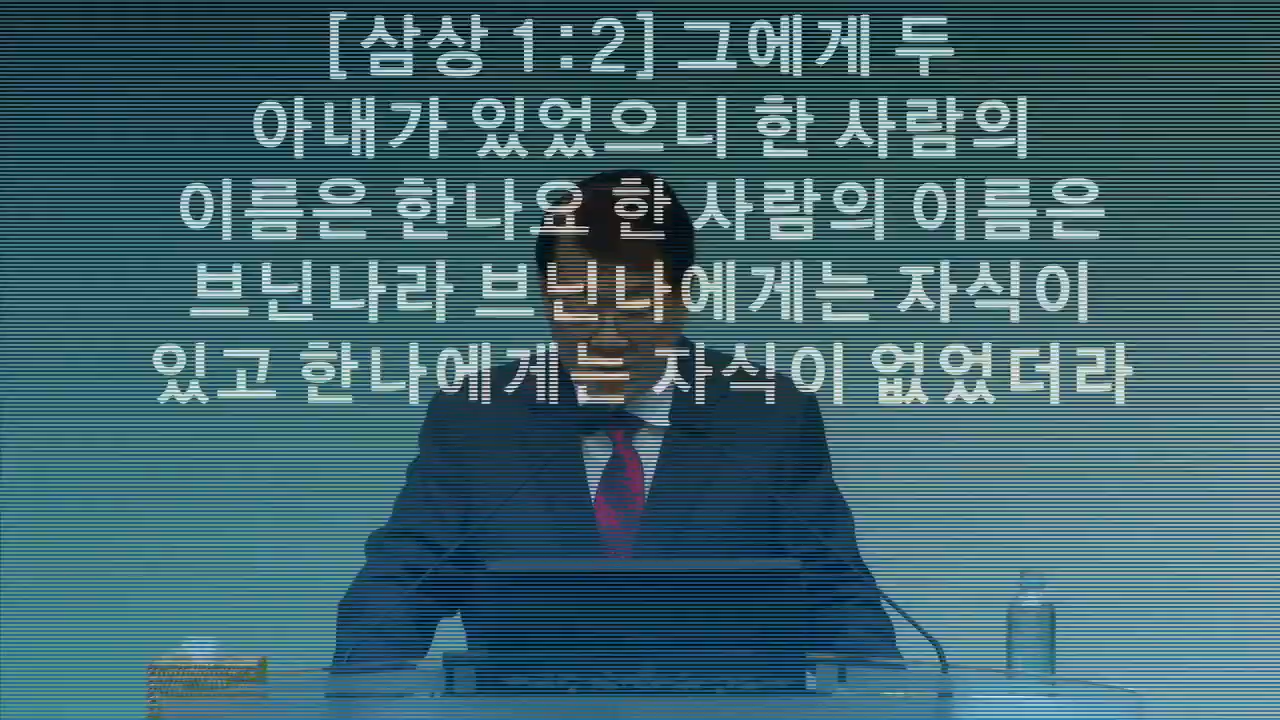 [삼상 1:2] 그에게 두
아내가 있었으니 한 사람의
이름은 한나요 한 사람의 이름은
브닌나라 브닌나에게는 자식이
있고 한나에게는 자식이 없었더라